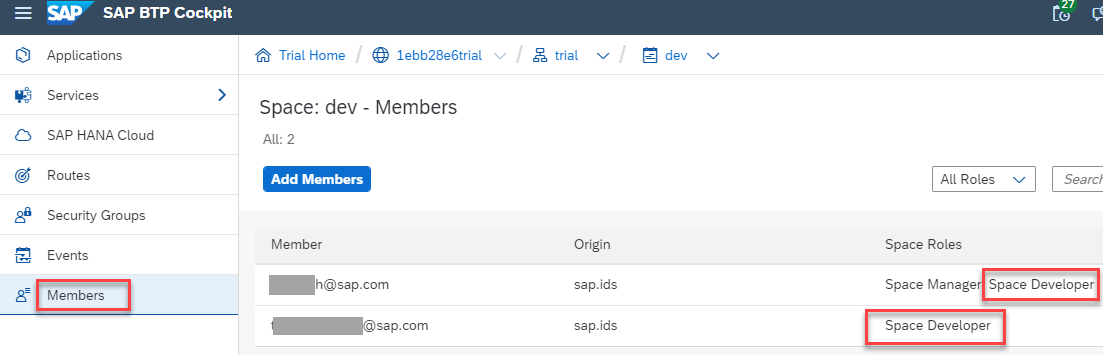 SAP SAP BTP Cockpit 27
Applications
Services
SAP HANA Cloud
Routes
Security Groups
Events
Members
Trial Home / 1ebb28e6trial / trial / dev
Space: dev - Members
All: 2
Add Members
All Roles
Search
Member Origin Space Roles
h@sap.com sap.ids Space Manager Space Developer
@sap.com sap.ids Space Developer